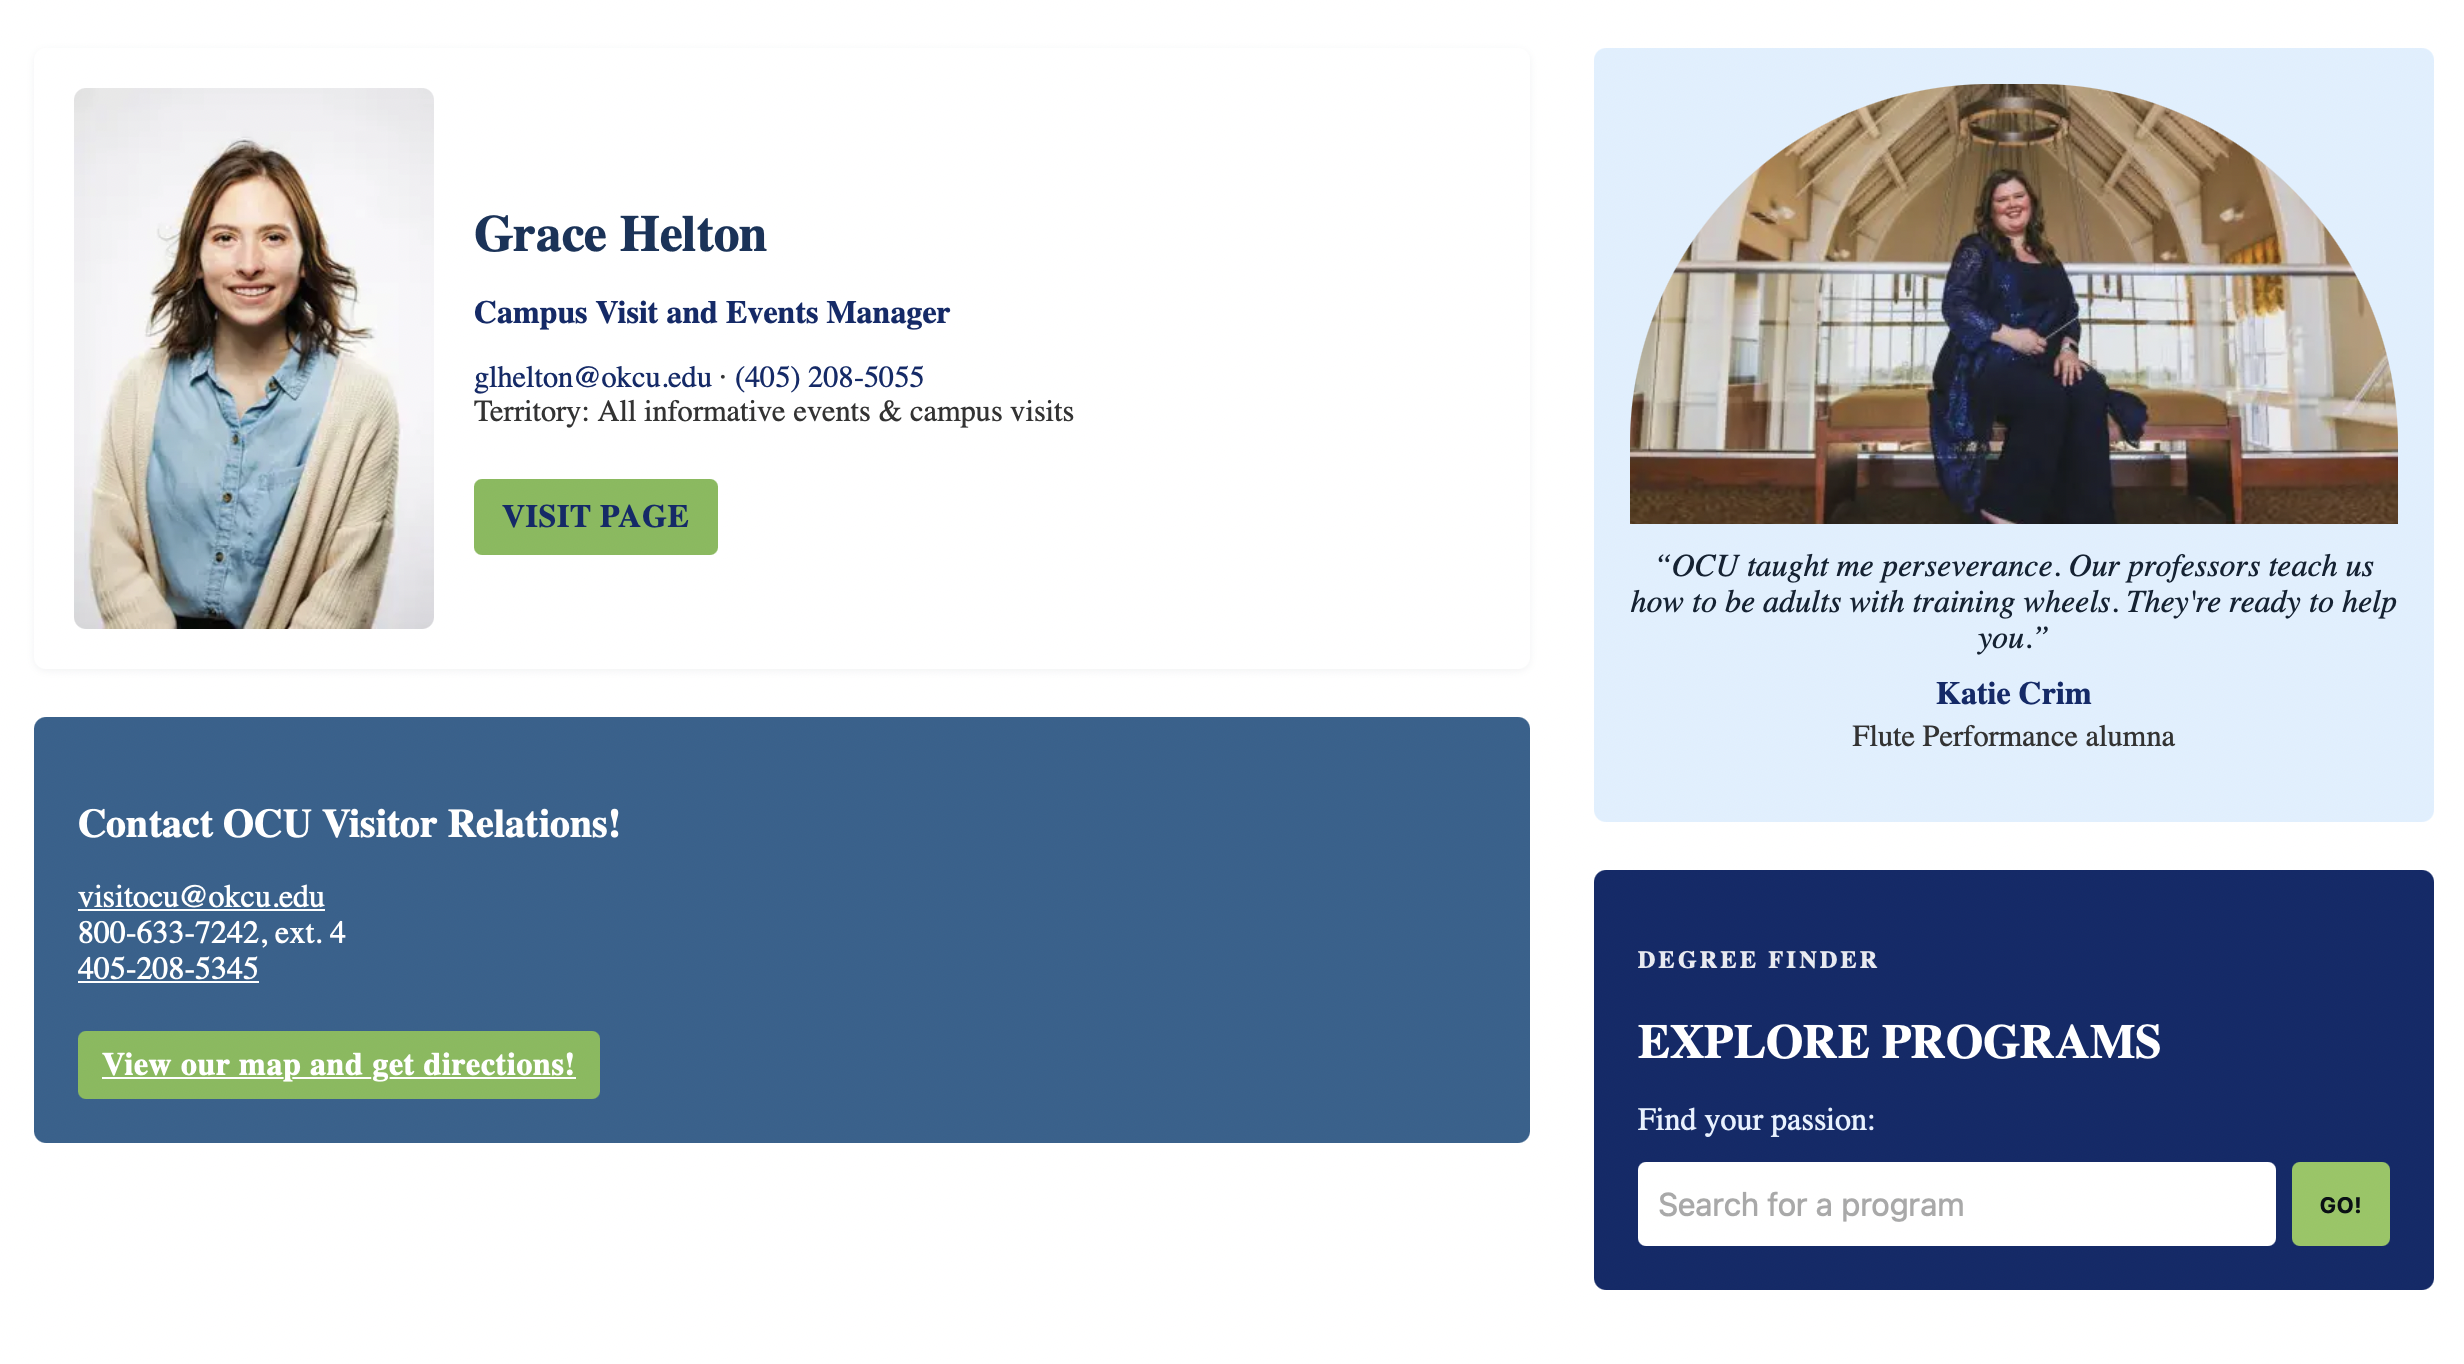 Grace Helton
Campus Visit and Events Manager
glhelton@okcu.edu · (405) 208-5055
Territory: All informative events & campus visits
VISIT PAGE
Contact OCU Visitor Relations!
visitocu@okcu.edu
800-633-7242, ext. 4
405-208-5345
View our map and get directions!
“OCU taught me perseverance. Our professors teach us
how to be adults with training wheels. They're ready to help
you.”
Katie Crim
Flute Performance alumna
DEGREE FINDER
EXPLORE PROGRAMS
Find your passion:
Search for a program
GO!